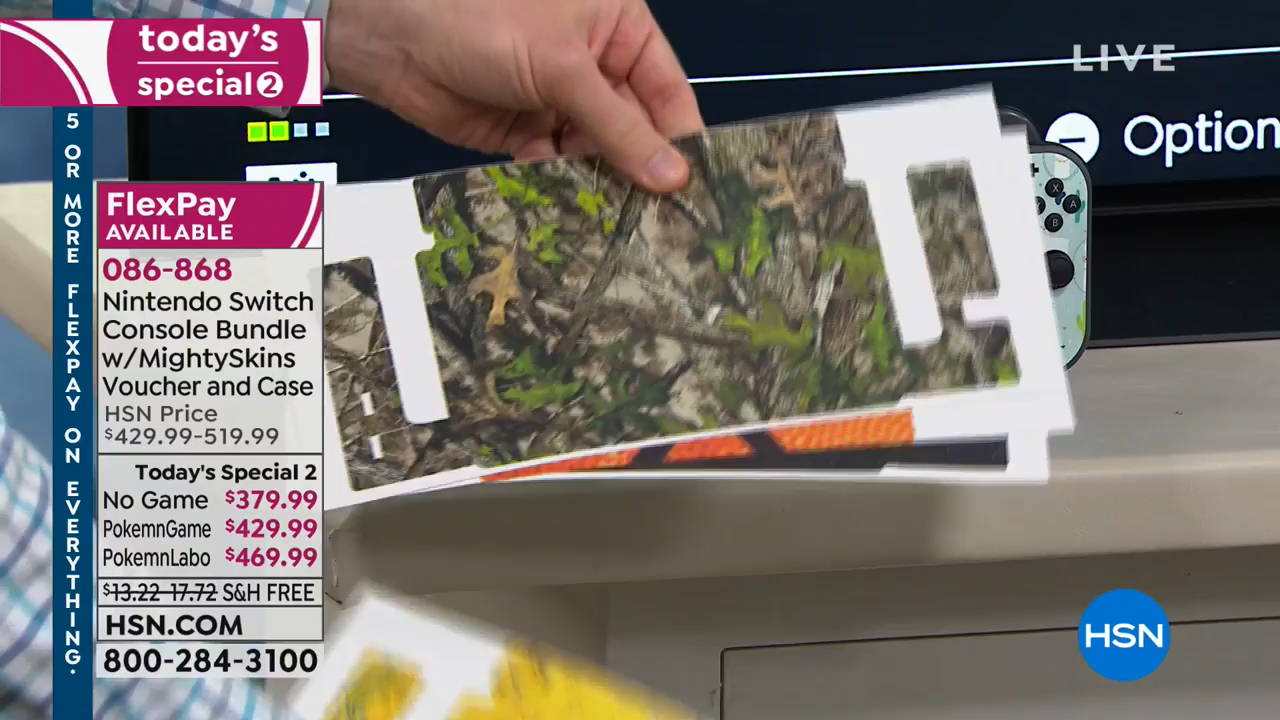 today's
special 2
LIVE
Option
5 OR MORE FLEXPAY ON EVERYTHING.
FlexPay
AVAILABLE
086-868
Nintendo Switch
Console Bundle
w/MightySkins
Voucher and Case
HSN Price
$429.99-519.99
Today's Special 2
No Game $379.99
PokemnGame $429.99
PokemnLabo $469.99
$13.22-17.72 S&H FREE
HSN.COM
800-284-3100
HSN
X
A
B